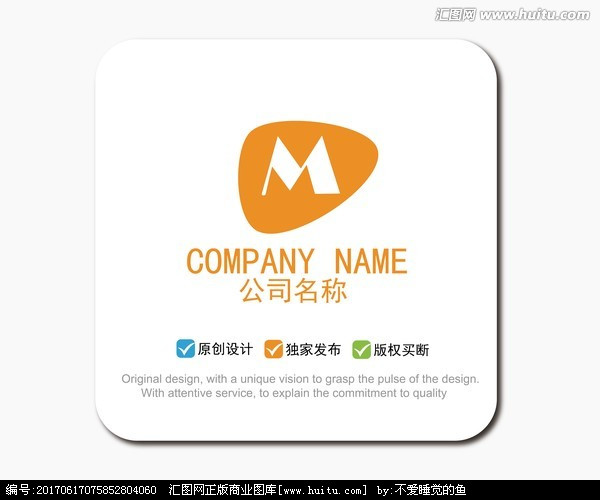 汇图网 www.huitu.com
M
COMPANY NAME
公司名称
原创设计 独家发布 版权买断
Original design, with a unique vision to grasp the pulse of the design.
With attentive service, to explain the commitment to quality
编号:20170617075852804060 汇图网正版商业图库[www.huitu.com] by:不爱睡觉的鱼